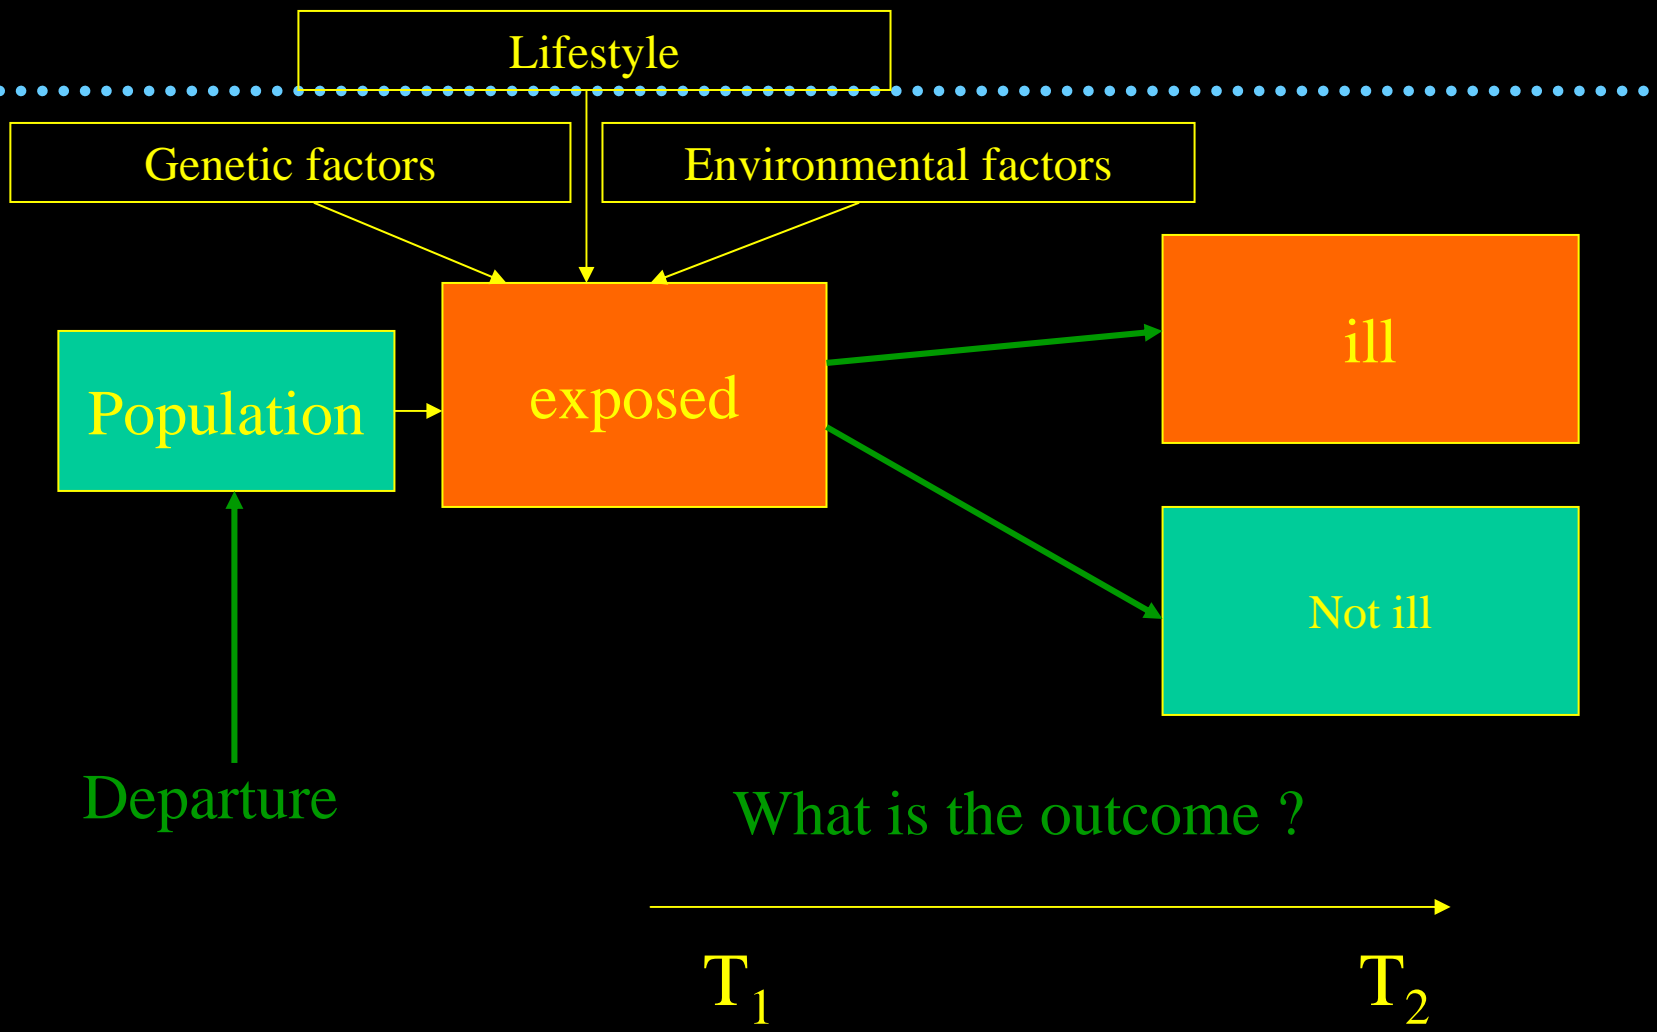 Lifestyle
Genetic factors
Environmental factors
Population
exposed
ill
Not ill
Departure
What is the outcome ?
T1
T2